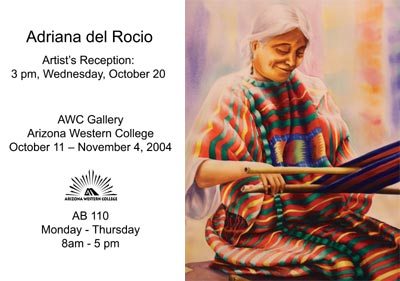 Adriana del Rocio
Artist's Reception:
3 pm, Wednesday, October 20
AWC Gallery
Arizona Western College
October 11 – November 4, 2004
ARIZONA WESTERN COLLEGE
AB 110
Monday - Thursday
8am - 5 pm